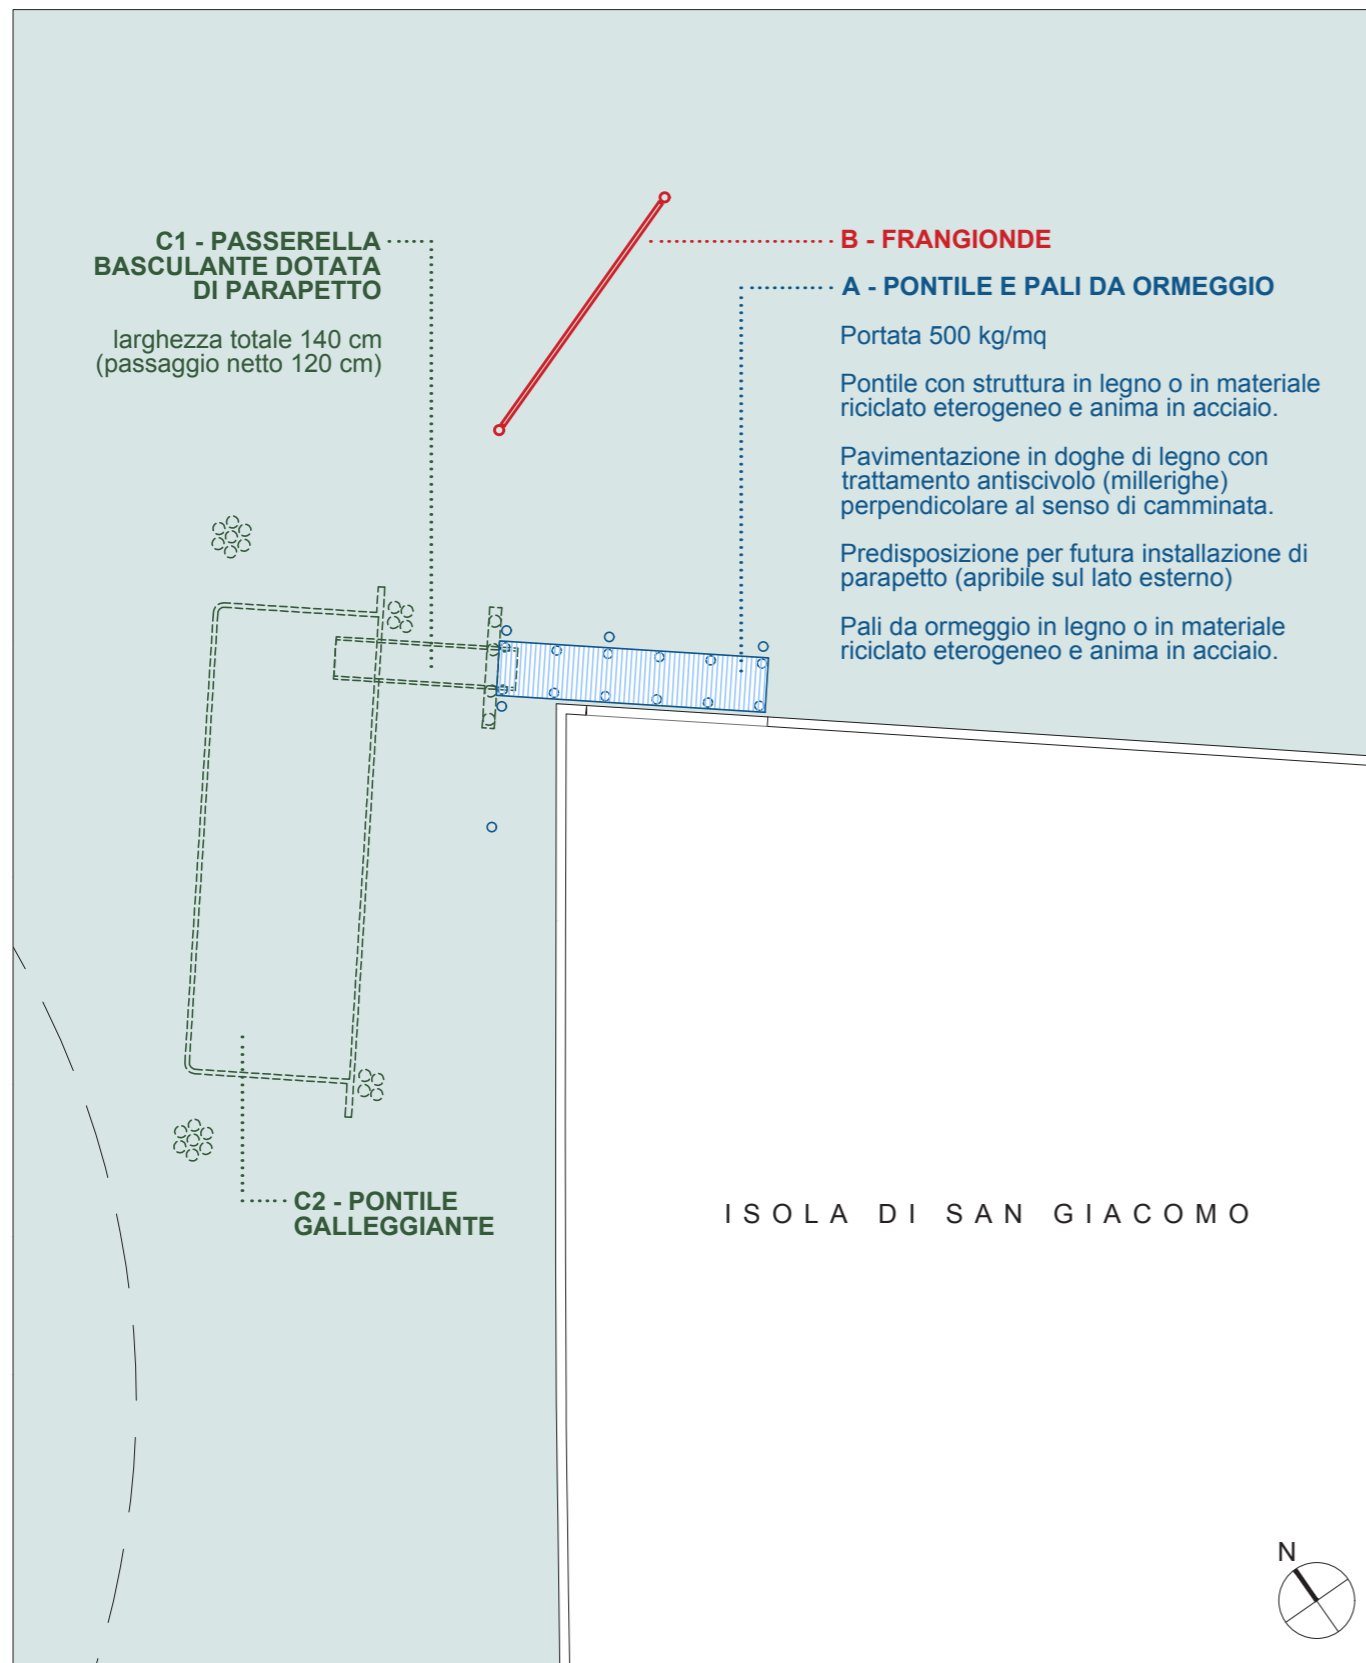 C1 - PASSERELLA
BASCULANTE DOTATA
DI PARAPETTO
larghezza totale 140 cm
(passaggio netto 120 cm)
B - FRANGIONDE
A - PONTILE E PALI DA ORMEGGIO
Portata 500 kg/mq
Pontile con struttura in legno o in materiale
riciclato eterogeneo e anima in acciaio.
Pavimentazione in doghe di legno con
trattamento antiscivolo (millerighe)
perpendicolare al senso di camminata.
Predisposizione per futura installazione di
parapetto (apribile sul lato esterno)
Pali da ormeggio in legno o in materiale
riciclato eterogeneo e anima in acciaio.
C2 - PONTILE
GALLEGGIANTE
ISOLA DI SAN GIACOMO
N